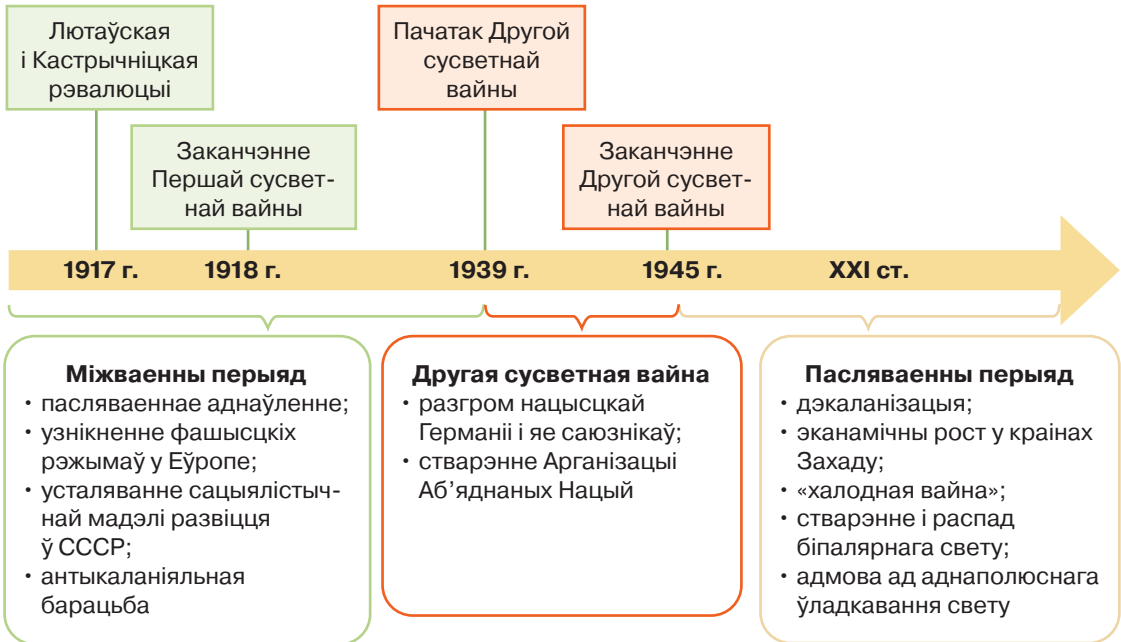 Лютаўская
і Кастрычніцкая
рэвалюцыі
Пачатак Другой
сусветнай
вайны
Заканчэнне
Першай сусвет-
най вайны
Заканчэнне
Другой сусвет-
най вайны
1917 г.
1918 г.
1939 г.
1945 г.
XXI ст.
Міжваенны перыяд
• пасляваеннае аднаўленне;
• узнікненне фашысцкіх
рэжымаў у Еўропе;
• усталяванне сацыялістыч-
най мадэлі развіцця
ў СССР;
• антыкаланіяльная
барацьба
Другая сусветная вайна
• разгром нацысцкай
Германіі і яе саюзнікаў;
• стварэнне Арганізацыі
Аб’яднаных Нацый
Пасляваенны перыяд
• дэкаланізацыя;
• эканамічны рост у краінах
Захаду;
• «халодная вайна»;
• стварэнне і распад
біпалярнага свету;
• адмова ад аднаполюснага
ўладкавання свету